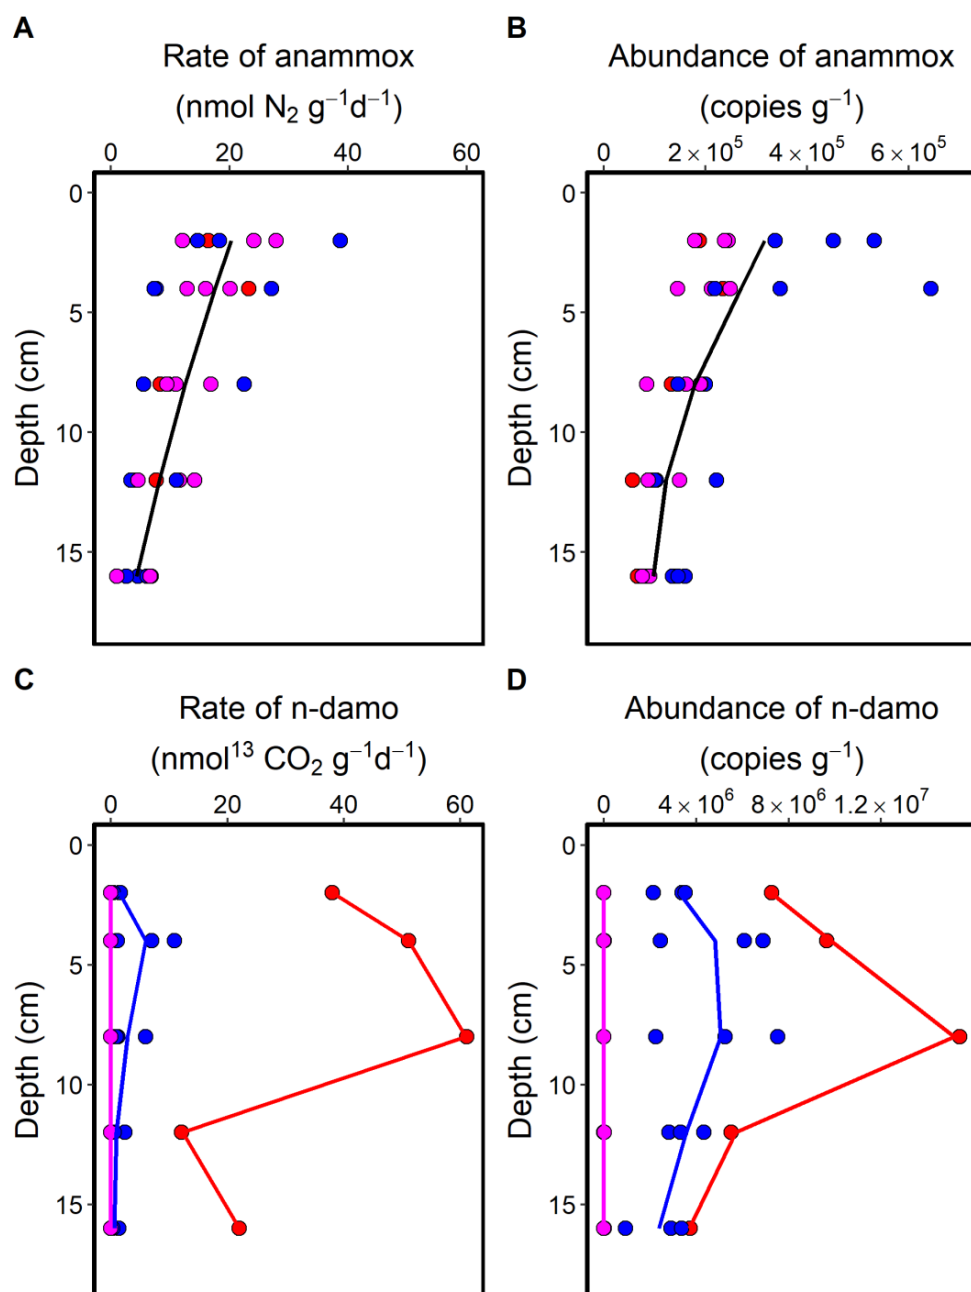 A
Rate of anammox
(nmol N₂ g⁻¹d⁻¹)
0 20 40 60
0
5
10
15
Depth (cm)
B
Abundance of anammox
(copies g⁻¹)
0 2 × 10⁵ 4 × 10⁵ 6 × 10⁵
0
5
10
15
Depth (cm)
C
Rate of n-damo
(nmol¹³ CO₂ g⁻¹d⁻¹)
0 20 40 60
0
5
10
15
Depth (cm)
D
Abundance of n-damo
(copies g⁻¹)
0 4 × 10⁶ 8 × 10⁶ 1.2 × 10⁷
0
5
10
15
Depth (cm)